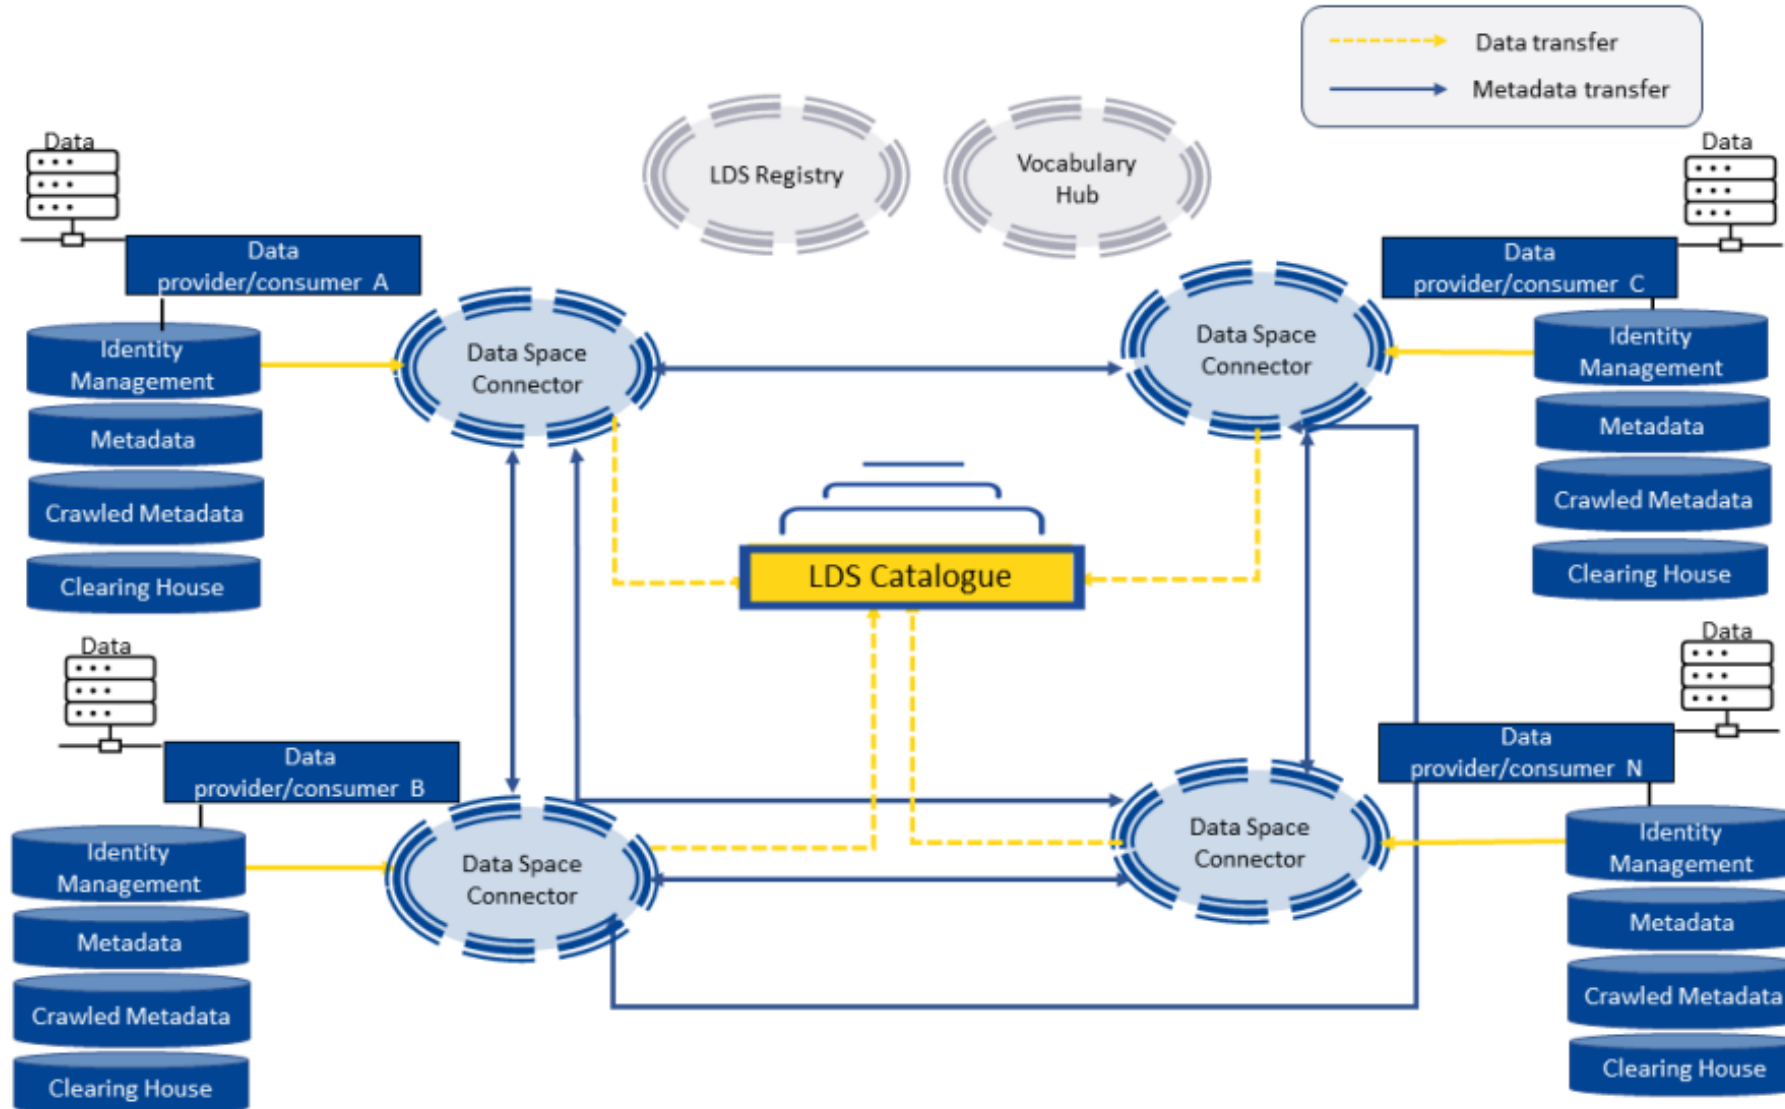 Data transfer
Metadata transfer
Data
Data
LDS Registry
Vocabulary
Hub
Data
provider/consumer A
Data
provider/consumer C
Identity
Management
Metadata
Crawled Metadata
Clearing House
Data Space
Connector
Data Space
Connector
Identity
Management
Metadata
Crawled Metadata
Clearing House
LDS Catalogue
Data
Data
Data
provider/consumer B
Data
provider/consumer N
Identity
Management
Metadata
Crawled Metadata
Clearing House
Data Space
Connector
Data Space
Connector
Identity
Management
Metadata
Crawled Metadata
Clearing House